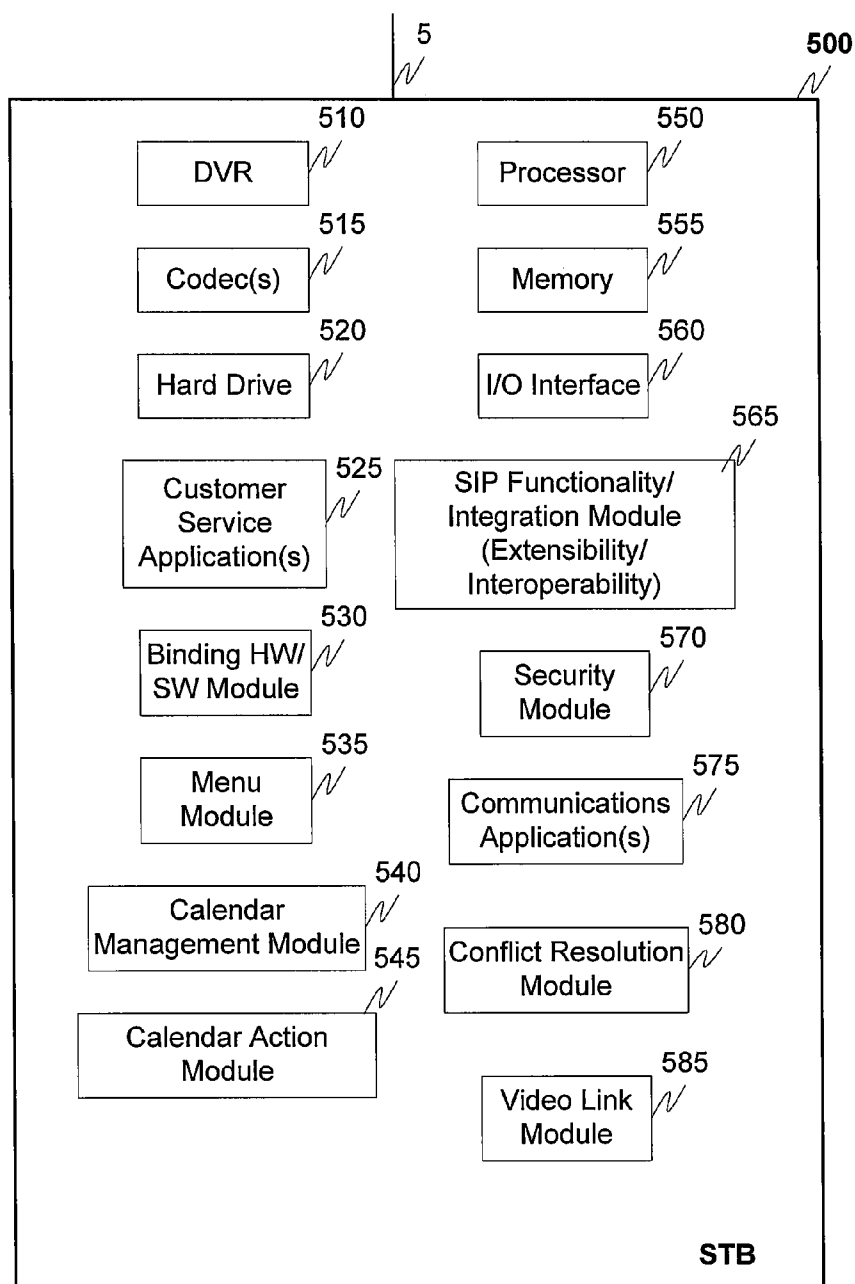 5
500
510
DVR
550
Processor
515
Codec(s)
555
Memory
520
Hard Drive
560
I/O Interface
525
Customer
Service
Application(s)
565
SIP Functionality/
Integration Module
(Extensibility/
Interoperability)
530
Binding HW/
SW Module
570
Security
Module
535
Menu
Module
575
Communications
Application(s)
540
Calendar
Management Module
580
Conflict Resolution
Module
545
Calendar Action
Module
585
Video Link
Module
STB